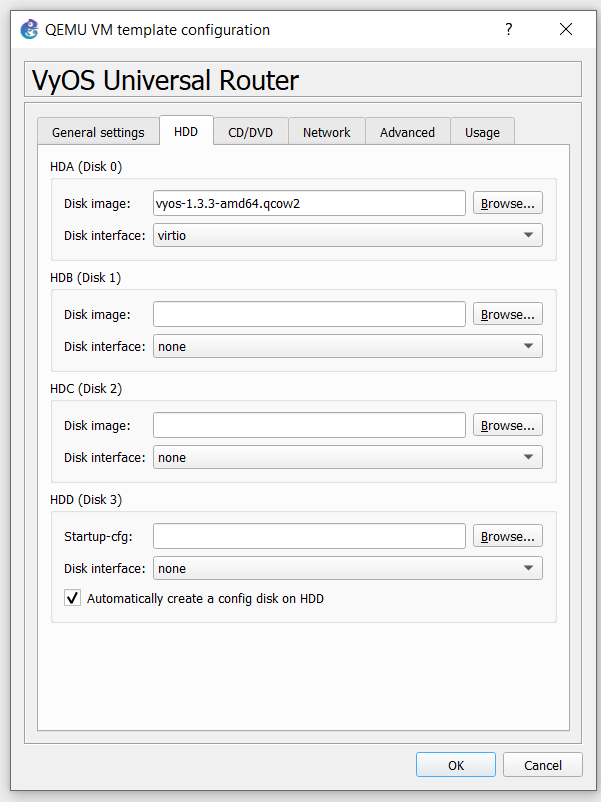 QEMU VM template configuration
?
VyOS Universal Router
General settings HDD CD/DVD Network Advanced Usage
HDA (Disk 0)
Disk image: vyos-1.3.3-amd64.qcow2 Browse...
Disk interface: virtio
HDB (Disk 1)
Disk image: Browse...
Disk interface: none
HDC (Disk 2)
Disk image: Browse...
Disk interface: none
HDD (Disk 3)
Startup-cfg: Browse...
Disk interface: none
Automatically create a config disk on HDD
OK Cancel